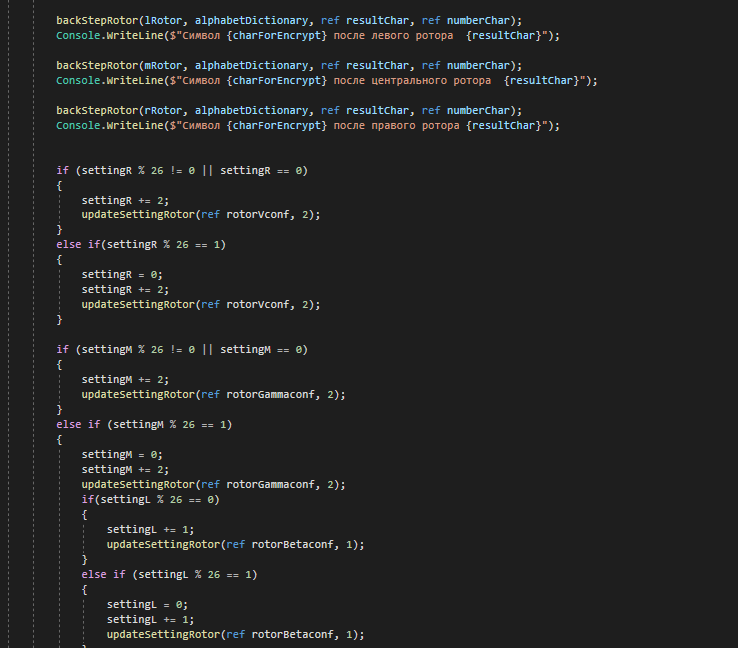 backStepRotor(lRotor, alphabetDictionary, ref resultChar, ref numberChar);
Console.WriteLine($"Символ {charForEncrypt} после левого ротора  {resultChar}");
backStepRotor(mRotor, alphabetDictionary, ref resultChar, ref numberChar);
Console.WriteLine($"Символ {charForEncrypt} после центрального ротора  {resultChar}");
backStepRotor(rRotor, alphabetDictionary, ref resultChar, ref numberChar);
Console.WriteLine($"Символ {charForEncrypt} после правого ротора {resultChar}");
if (settingR % 26 != 0 || settingR == 0)
{
settingR += 2;
updateSettingRotor(ref rotorVconf, 2);
}
else if(settingR % 26 == 1)
{
settingR = 0;
settingR += 2;
updateSettingRotor(ref rotorVconf, 2);
}
if (settingM % 26 != 0 || settingM == 0)
{
settingM += 2;
updateSettingRotor(ref rotorGammaconf, 2);
}
else if (settingM % 26 == 1)
{
settingM = 0;
settingM += 2;
updateSettingRotor(ref rotorGammaconf, 2);
if(settingL % 26 == 0)
{
settingL += 1;
updateSettingRotor(ref rotorBetaconf, 1);
}
else if (settingL % 26 == 1)
{
settingL = 0;
settingL += 1;
updateSettingRotor(ref rotorBetaconf, 1);